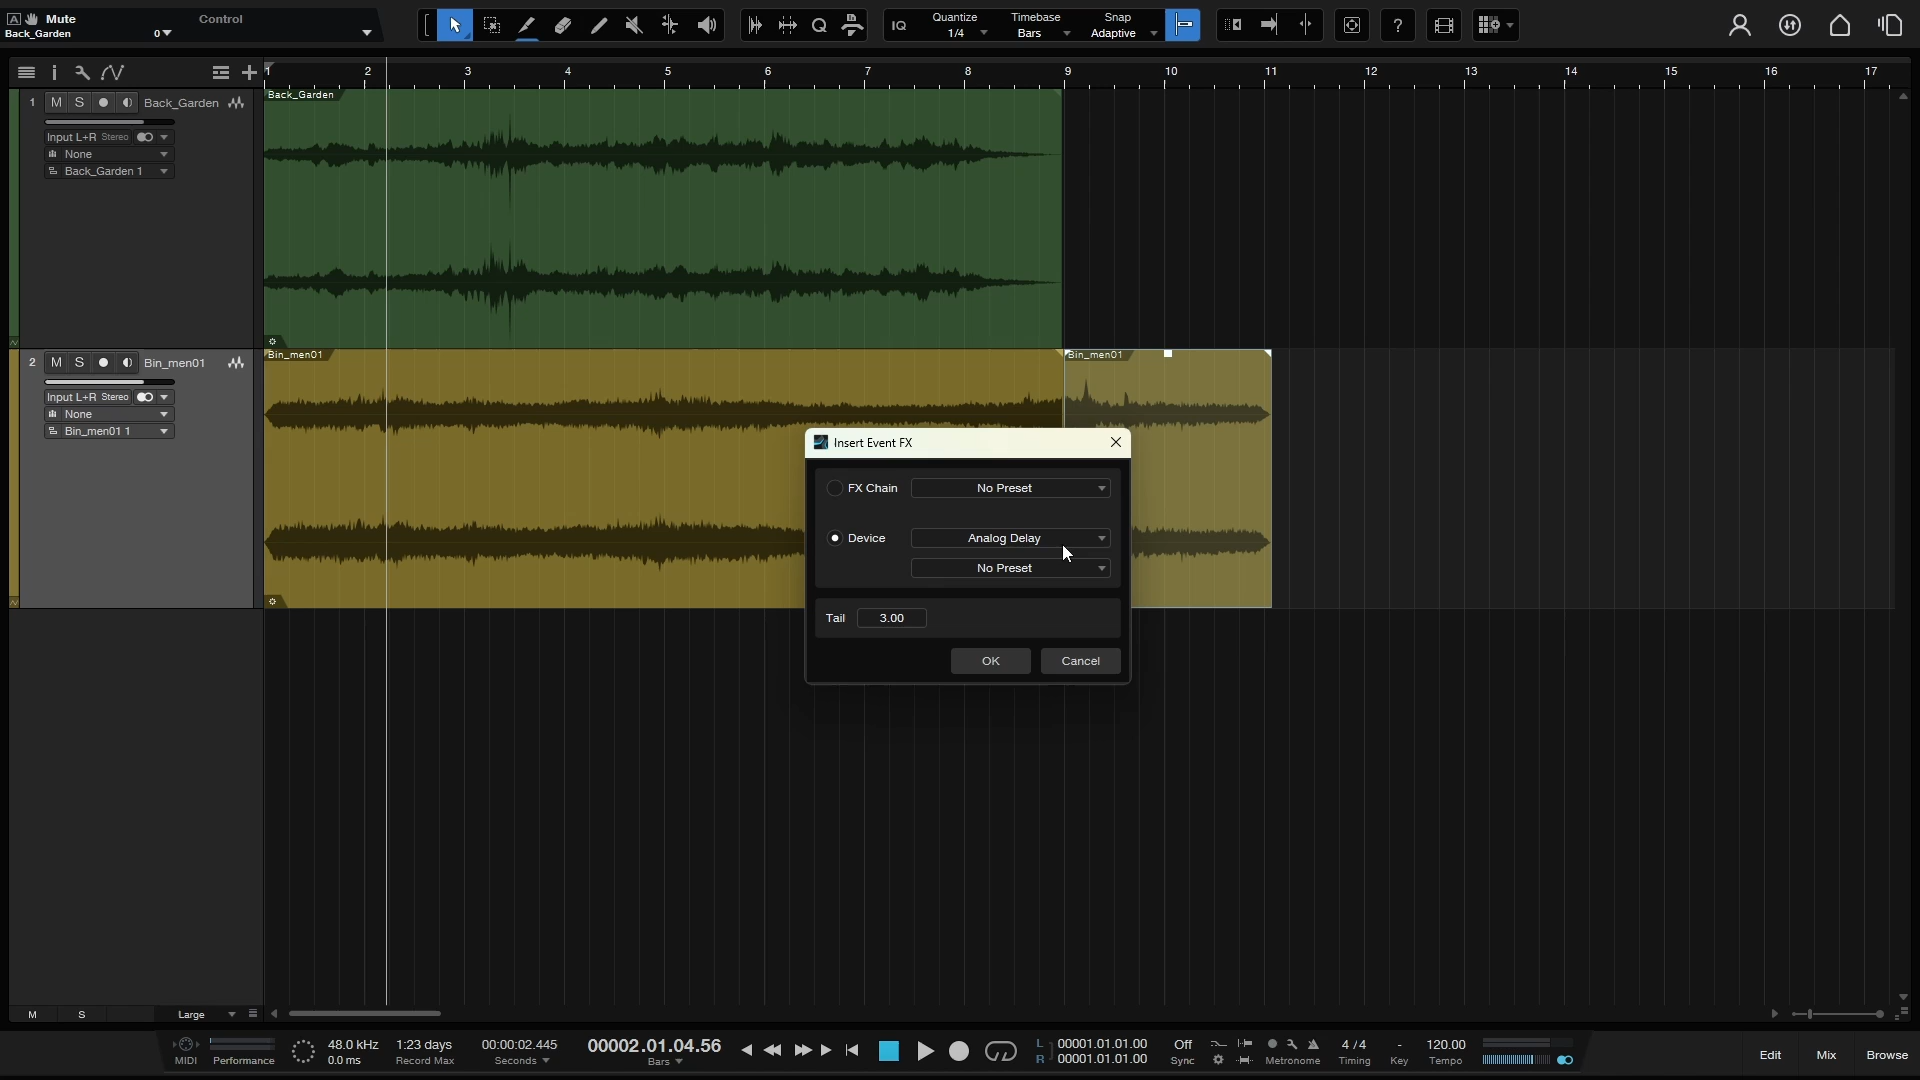 A Mute Control
Back_Garden 0
IQ Quantize Timebase Snap
1/4 Bars Adaptive
?
1 2 3 4 5 6 7 8 9 10 11 12 13 14 15 16 17
1 M S Back_Garden
Input L+R Stereo
None
Back_Garden 1
Back_Garden
2 M S Bin_men01
Input L+R Stereo
None
Bin_men01 1
Bin_men01
Bin_men01
Insert Event FX
FX Chain No Preset
Device Analog Delay
No Preset
Tail 3.00
OK Cancel
M S Large
MIDI Performance
48.0 kHz
0.0 ms
1:23 days
Record Max
00:00:02.445
Seconds
00002.01.04.56
Bars
L 00001.01.01.00
R 00001.01.01.00
Off
Sync
Metronome
4 / 4
Timing
-
Key
120.00
Tempo
Edit Mix Browse